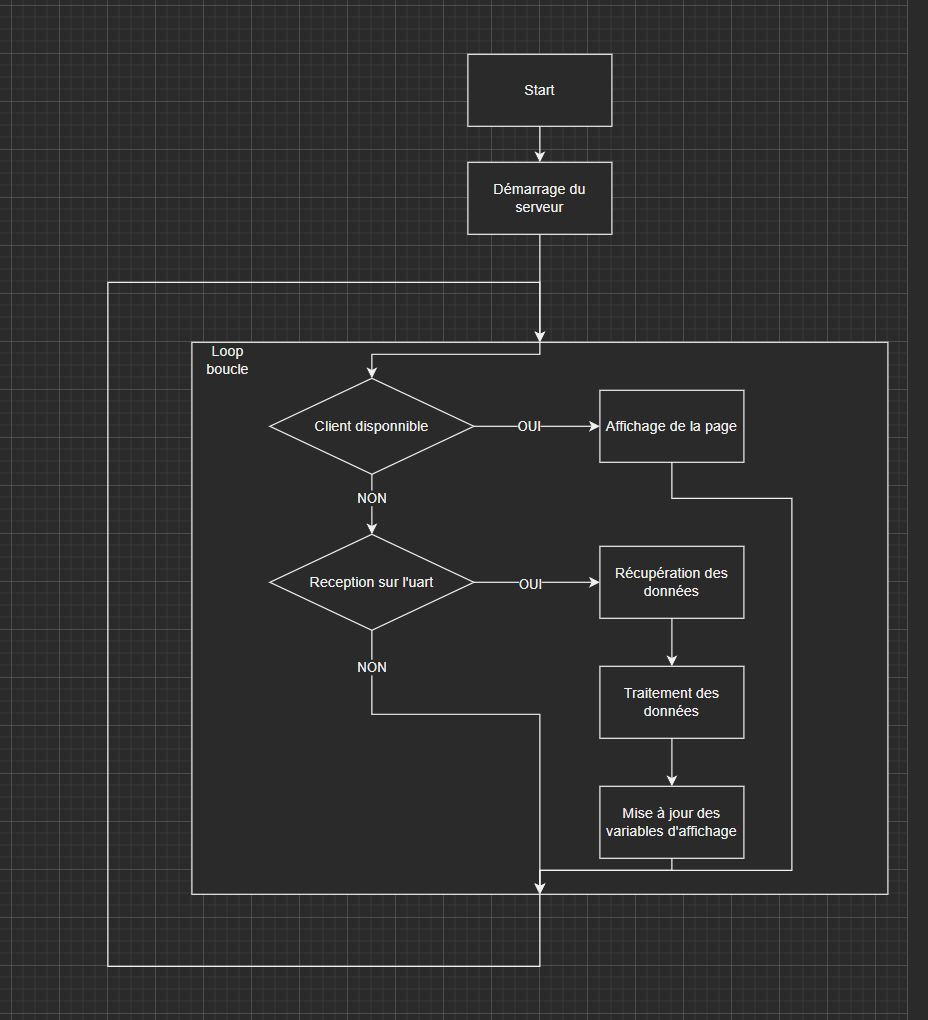 Start
Démarrage du
serveur
Loop
boucle
Client disponnible
OUI
Affichage de la page
NON
Reception sur l'uart
OUI
Récupération des
données
NON
Traitement des
données
Mise à jour des
variables d'affichage